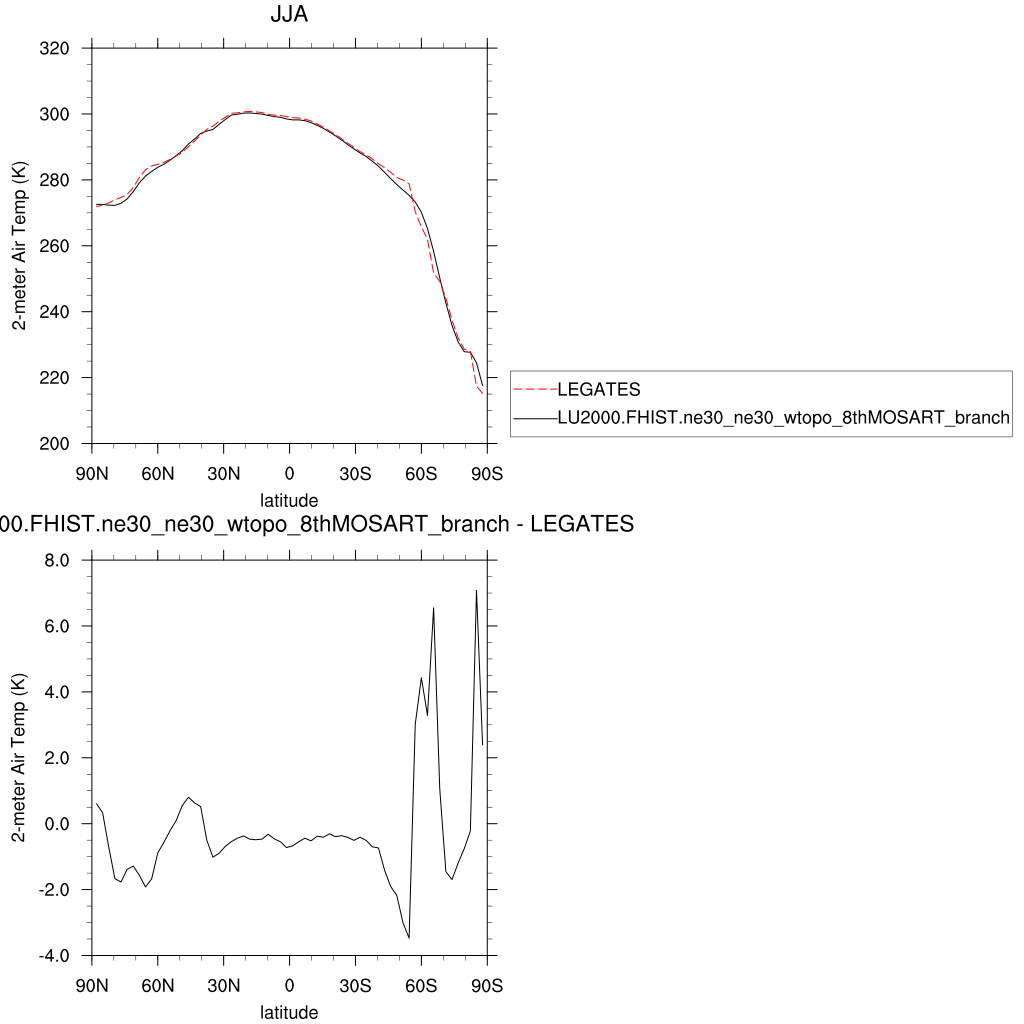 JJA
320
300
280
260
240
220
200
2-meter Air Temp (K)
90N 60N 30N 0 30S 60S 90S
latitude
LEGATES
LU2000.FHIST.ne30_ne30_wtopo_8thMOSART_branch
00.FHIST.ne30_ne30_wtopo_8thMOSART_branch - LEGATES
8.0
6.0
4.0
2.0
0.0
-2.0
-4.0
2-meter Air Temp (K)
90N 60N 30N 0 30S 60S 90S
latitude